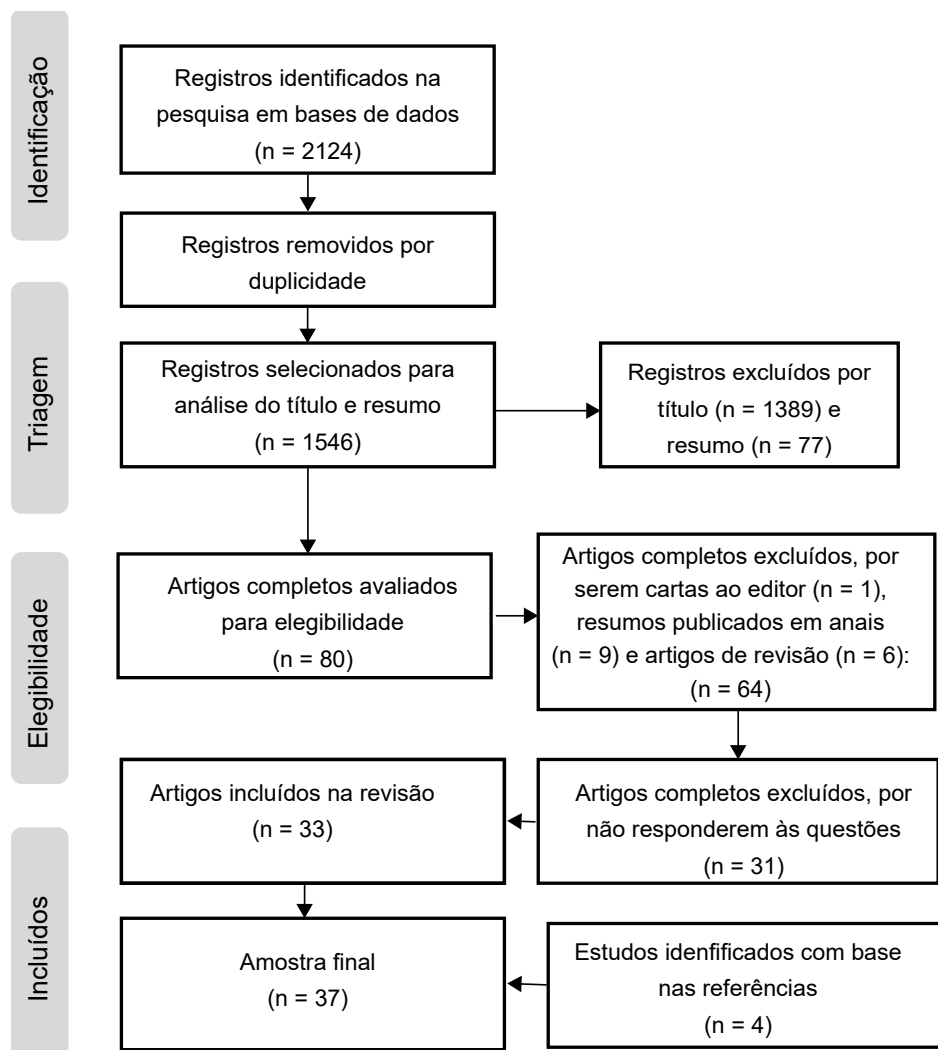 Identificação
Registros identificados na
pesquisa em bases de dados
(n = 2124)
Registros removidos por
duplicidade
Triagem
Registros selecionados para
análise do título e resumo
(n = 1546)
Registros excluídos por
título (n = 1389) e
resumo (n = 77)
Elegibilidade
Artigos completos avaliados
para elegibilidade
(n = 80)
Artigos completos excluídos, por
serem cartas ao editor (n = 1),
resumos publicados em anais
(n = 9) e artigos de revisão (n = 6):
(n = 64)
Artigos incluídos na revisão
(n = 33)
Artigos completos excluídos, por
não responderem às questões
(n = 31)
Incluídos
Amostra final
(n = 37)
Estudos idenfificados com base
nas referências
(n = 4)